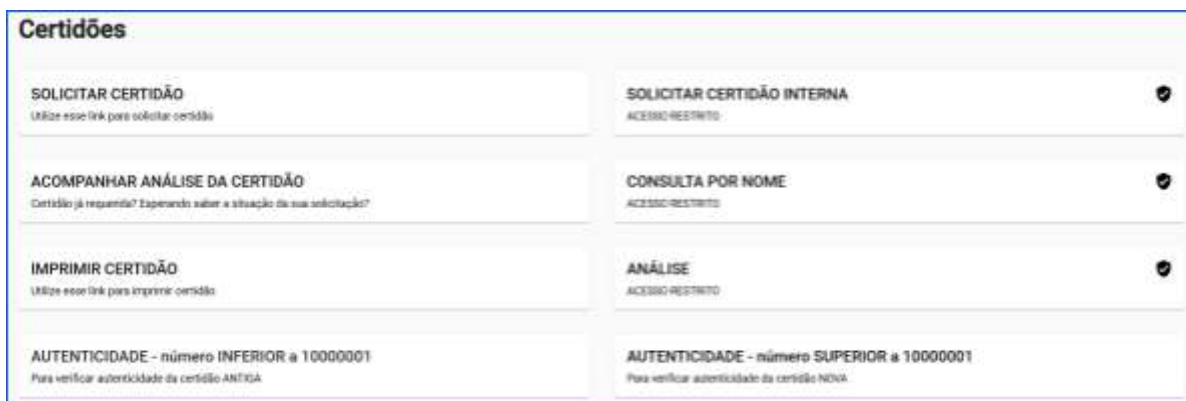 Certidões
SOLICITAR CERTIDÃO
Utilize esse link para solicitar certidão
SOLICITAR CERTIDÃO INTERNA
ACESSO RESTRITO
ACOMPANHAR ANÁLISE DA CERTIDÃO
Certidão já requerida? Esperando saber a situação da sua solicitação?
CONSULTA POR NOME
ACESSO RESTRITO
IMPRIMIR CERTIDÃO
Utilize esse link para imprimir certidão
ANÁLISE
ACESSO RESTRITO
AUTENTICIDADE - número INFERIOR a 10000001
Para verificar autenticidade da certidão ANTIGA
AUTENTICIDADE - número SUPERIOR a 10000001
Para verificar autenticidade da certidão NOVA